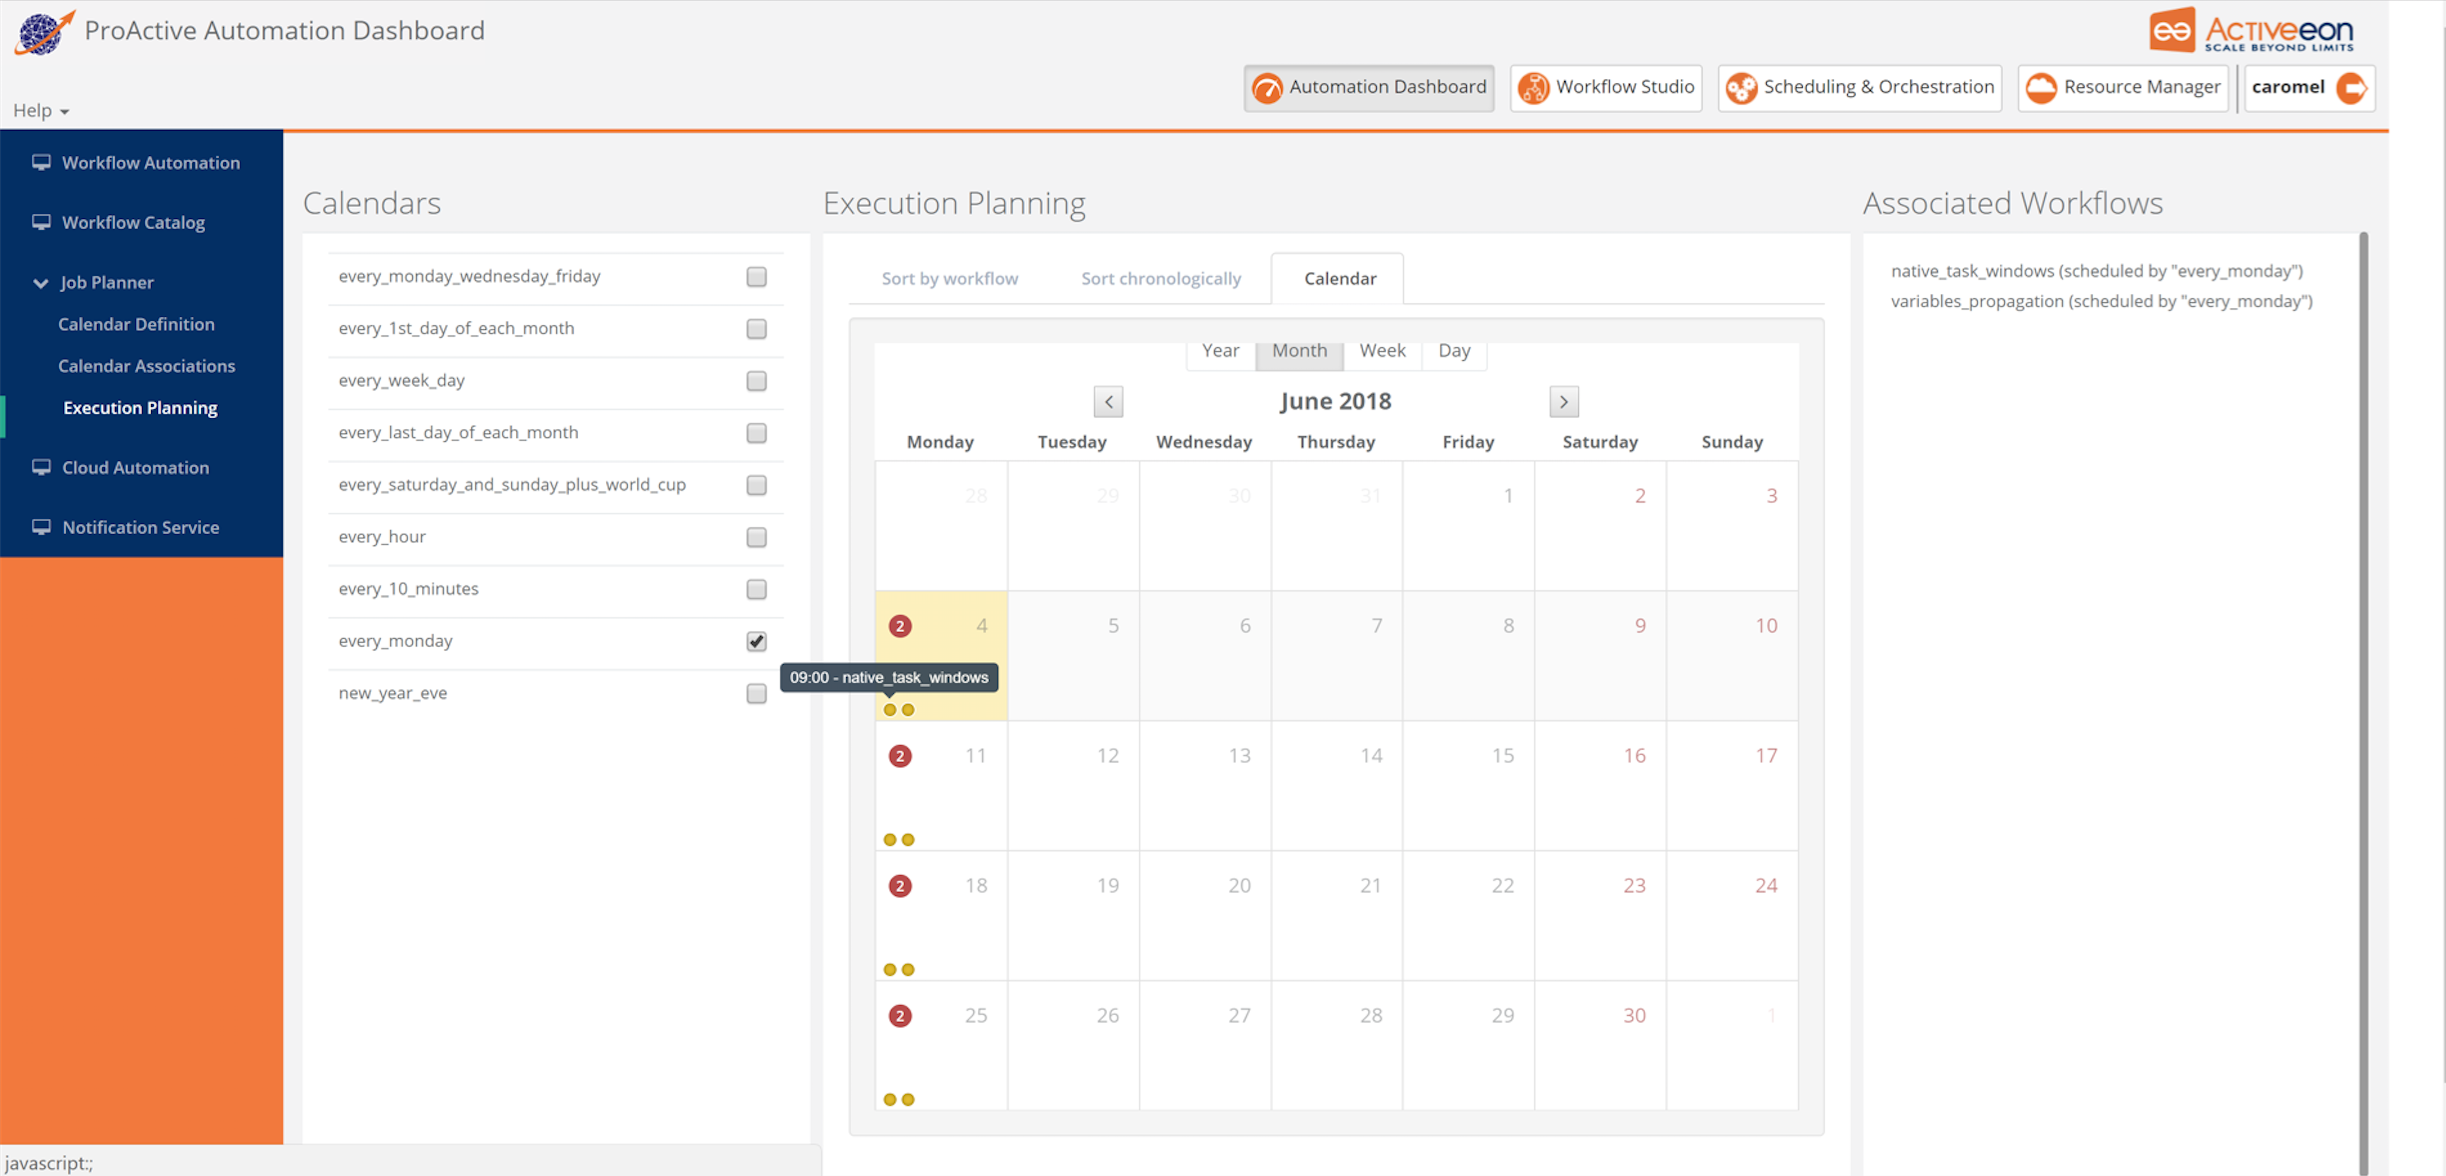 ProActive Automation Dashboard
Activeeon
SCALE BEYOND LIMITS
Automation Dashboard
Workflow Studio
Scheduling & Orchestration
Resource Manager
caromel
Help
Workflow Automation
Workflow Catalog
Job Planner
Calendar Definition
Calendar Associations
Execution Planning
Cloud Automation
Notification Service
Calendars
every_monday_wednesday_friday
every_1st_day_of_each_month
every_week_day
every_last_day_of_each_month
every_saturday_and_sunday_plus_world_cup
every_hour
every_10_minutes
every_monday
new_year_eve
Execution Planning
Sort by workflow Sort chronologically Calendar
Year Month Week Day
June 2018
Monday Tuesday Wednesday Thursday Friday Saturday Sunday
28 29 30 31 1 2 3
2 4 5 6 7 8 9 10
09:00 - native_task_windows
2 11 12 13 14 15 16 17
2 18 19 20 21 22 23 24
2 25 26 27 28 29 30 1
Associated Workflows
native_task_windows (scheduled by "every_monday")
variables_propagation (scheduled by "every_monday")
javascript:;